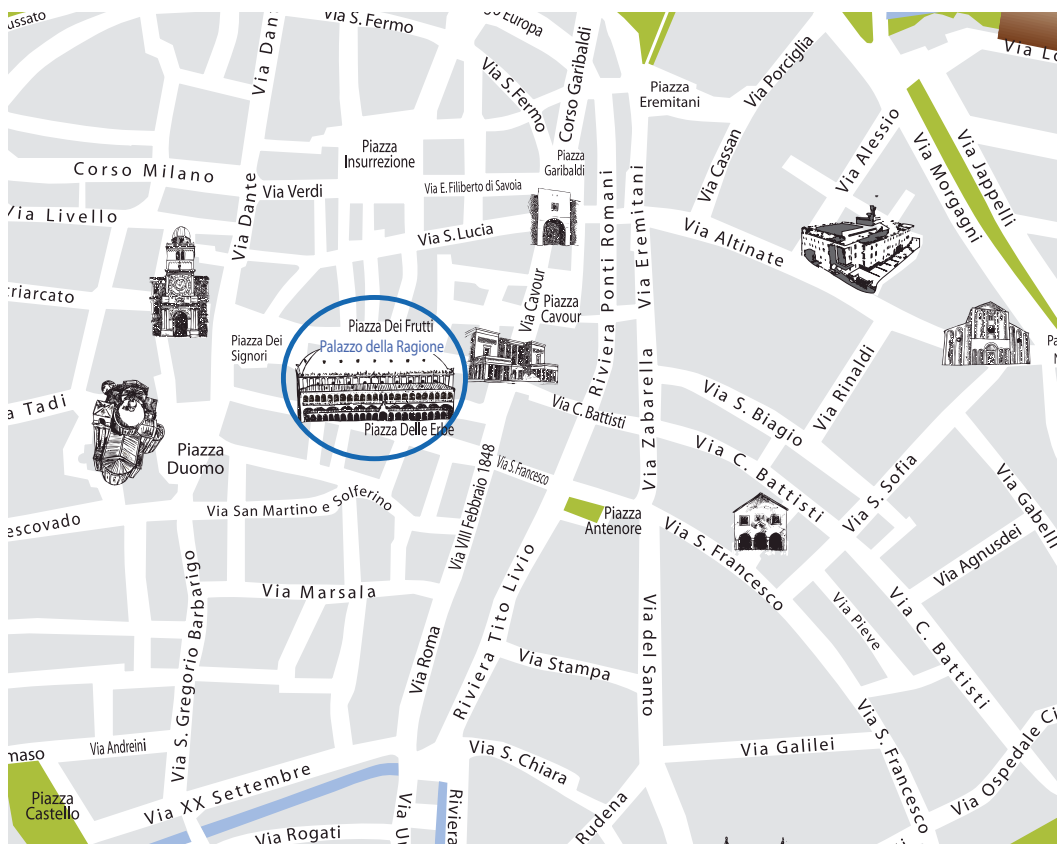 ussato
Via S. Fermo
Europa
Via Dan
Corso Garibaldi
Via Porciglia
Via S. Fermo
Piazza
Eremitani
Piazza
Insurrezione
Piazza
Garibaldi
Via Cassan
Via Alessio
Via Morgagni
Via Jappelli
Corso Milano
Via Verdi
Via E. Filiberto di Savoia
Via Livello
Via Dante
Via S. Lucia
Riviera Ponti Romani
Via Eremitani
Via Altinate
triarcato
Via Cavour
Piazza
Cavour
Piazza Dei
Signori
Piazza Dei Frutti
Palazzo della Ragione
Piazza Delle Erbe
a Tadi
Via C. Battisti
Via Zabarella
Via S. Biagio
Via Rinaldi
Piazza
Duomo
Via S. Francesco
Via VIII Febbraio 1848
Via C. Battisti
Via S. Sofia
Via Gabelli
Via San Martino e Solferino
escovado
Piazza
Antenore
Via S. Francesco
Via Agnusdei
Via S. Gregorio Barbarigo
Via Marsala
Via Roma
Riviera Tito Livio
Via Stampa
Via del Santo
Via Pieve
Via C. Battisti
Via Andreini
maso
Via S. Chiara
Via Galilei
Via S. Francesco
Via Ospedale Ci
Piazza
Castello
Via XX Settembre
Via Rogati
Via U
Riviera
Rudena